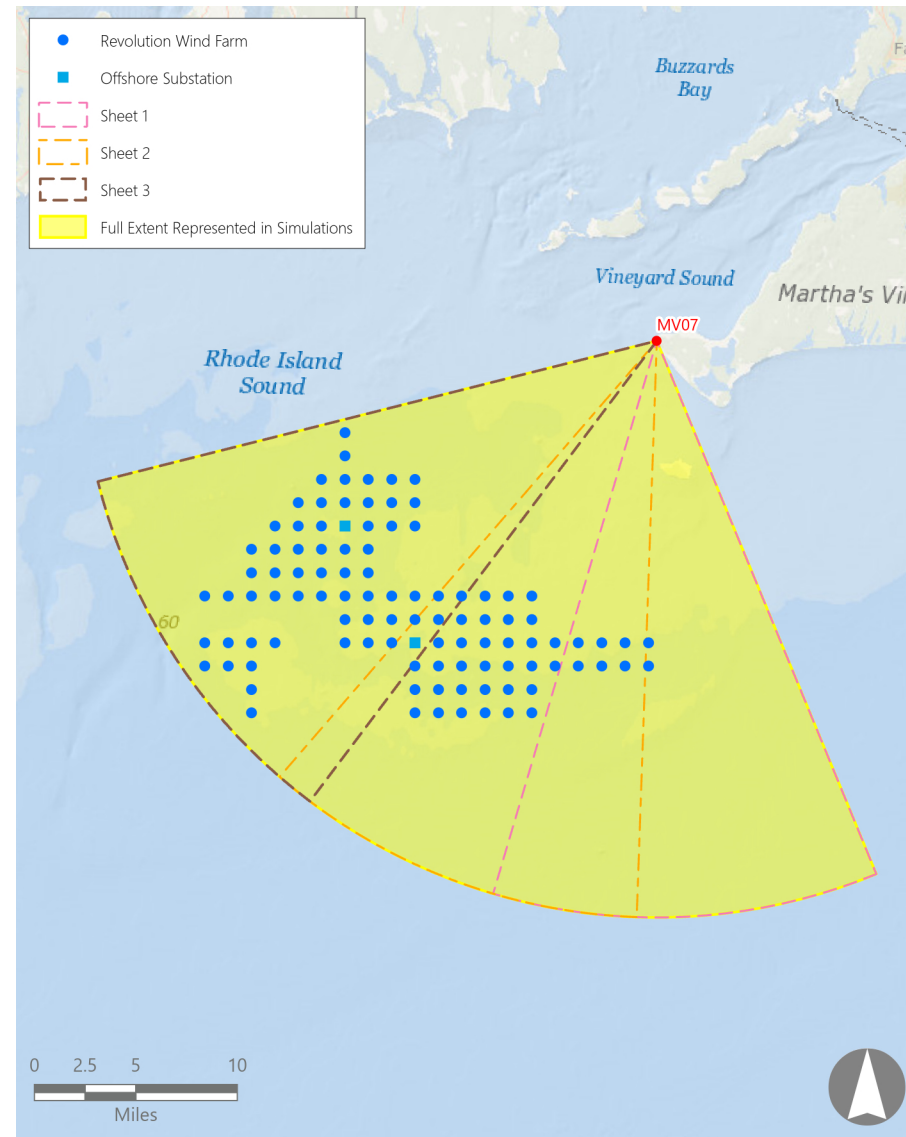 Revolution Wind Farm
Offshore Substation
Sheet 1
Sheet 2
Sheet 3
Full Extent Represented in Simulations
Buzzards
Bay
Fa
Vineyard Sound
Martha's Vi
MV07
Rhode Island
Sound
60
0 2.5 5 10
Miles